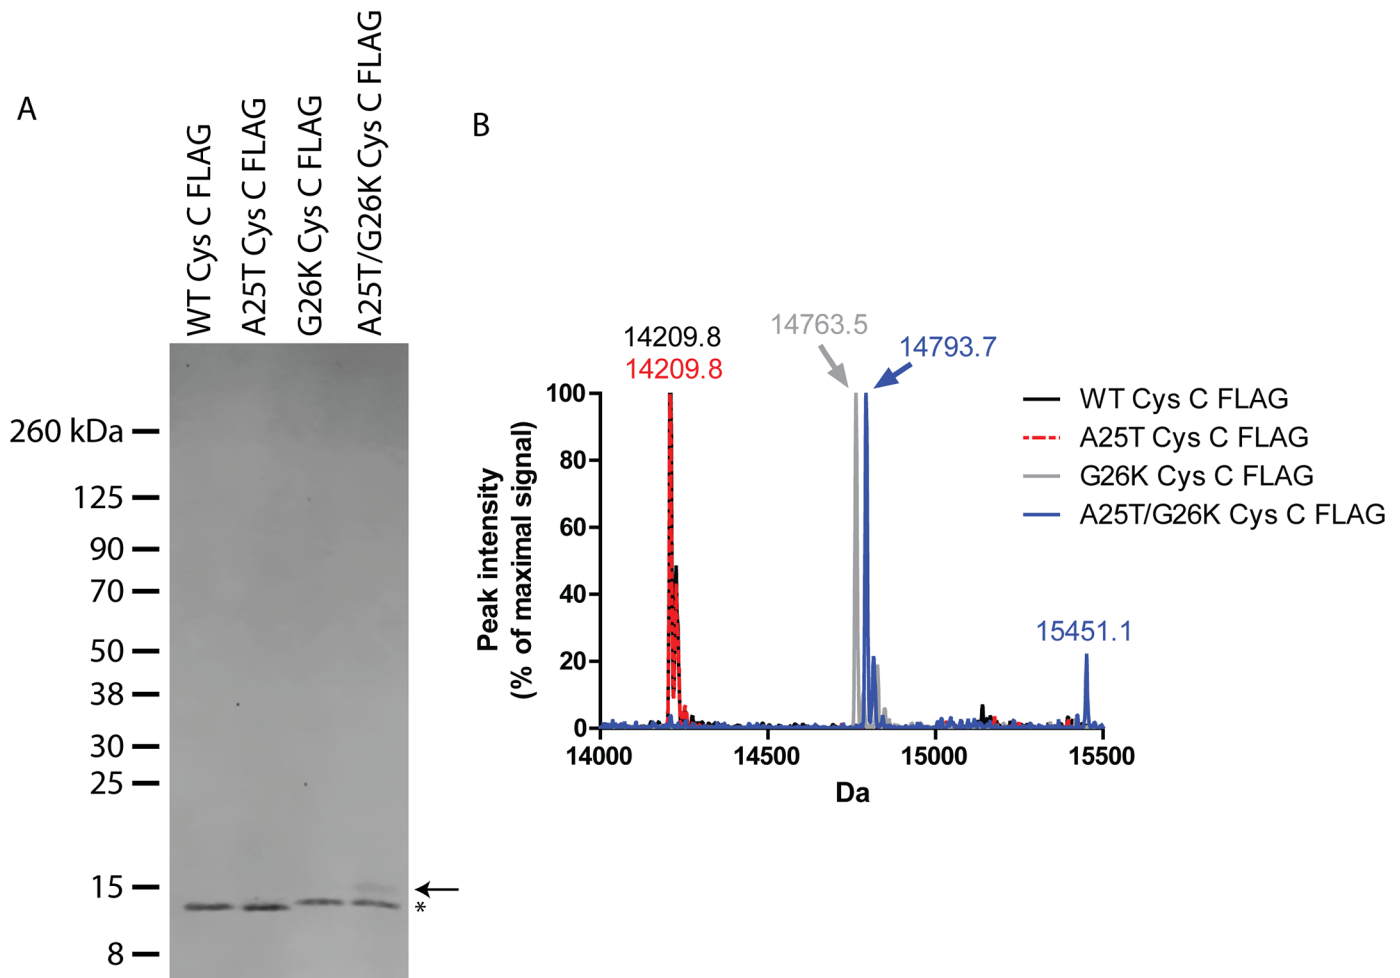 A
WT Cys C FLAG
A25T Cys C FLAG
G26K Cys C FLAG
A25T/G26K Cys C FLAG
260 kDa
125
90
70
50
38
30
25
15
8
*
B
14209.8
14209.8
14763.5
14793.7
15451.1
Peak intensity
(% of maximal signal)
100
80
60
40
20
0
14000
14500
15000
15500
Da
WT Cys C FLAG
A25T Cys C FLAG
G26K Cys C FLAG
A25T/G26K Cys C FLAG